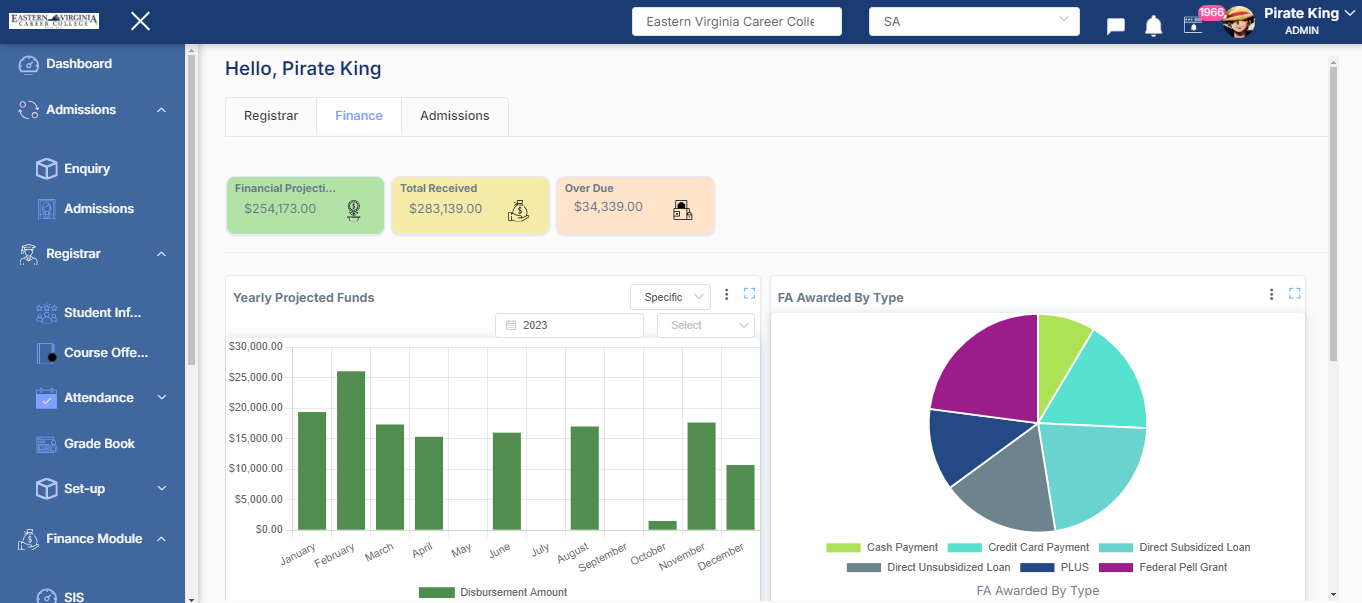 EASTERN VIRGINIA
CAREER COLLEGE
Eastern Virginia Career Colle
SA
1966
Pirate King
ADMIN
Dashboard
Admissions
Enquiry
Admissions
Registrar
Student Inf...
Course Offe...
Attendance
Grade Book
Set-up
Finance Module
SIS
Hello, Pirate King
Registrar
Finance
Admissions
Financial Projecti...
$254,173.00
Total Received
$283,139.00
Over Due
$34,339.00
Yearly Projected Funds
Specific
2023
Select
$30,000.00
$25,000.00
$20,000.00
$15,000.00
$10,000.00
$5,000.00
$0.00
January
February
March
April
May
June
July
August
September
October
November
December
Disbursement Amount
FA Awarded By Type
Cash Payment
Credit Card Payment
Direct Subsidized Loan
Direct Unsubsidized Loan
PLUS
Federal Pell Grant
FA Awarded By Type